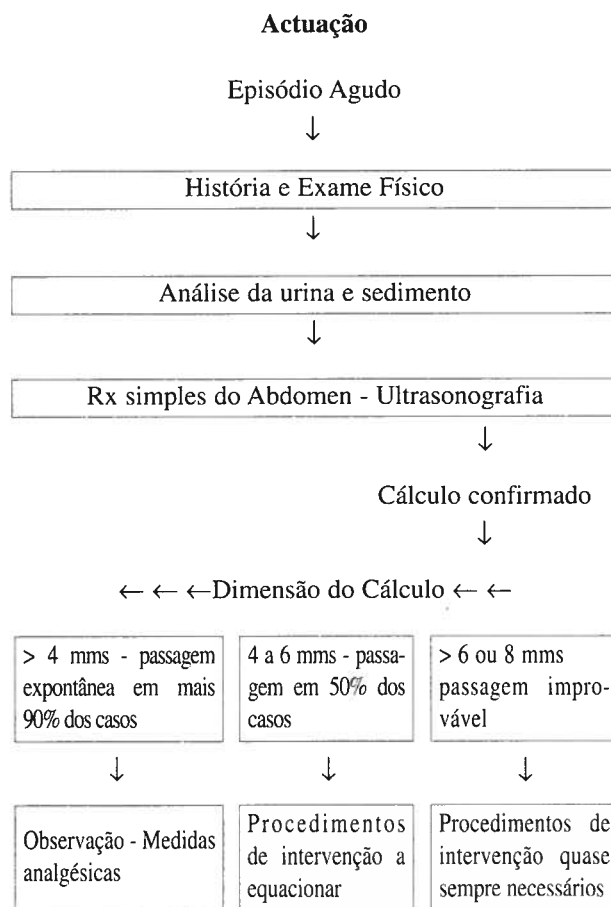 Actuação
Episódio Agudo
↓
História e Exame Físico
↓
Análise da urina e sedimento
↓
Rx simples do Abdomen - Ultrasonografia
↓
Cálculo confirmado
↓
← ← ←Dimensão do Cálculo ← ←
> 4 mms - passagem
expontânea em mais
90% dos casos
↓
Observação - Medidas
analgésicas
4 a 6 mms - passa-
gem em 50% dos
casos
↓
Procedimentos
de intervenção a
equacionar
> 6 ou 8 mms
passagem impro-
vável
↓
Procedimentos de
intervenção quase
sempre necessários